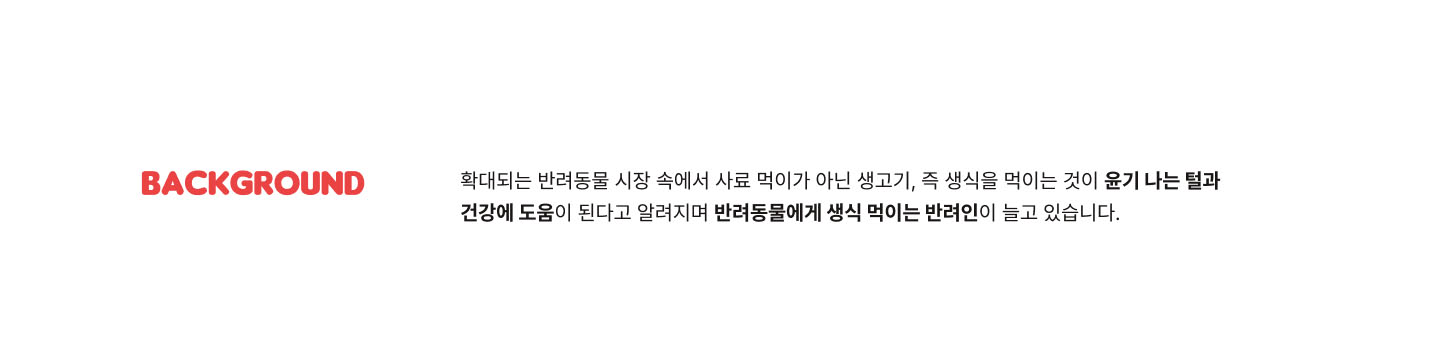 BACKGROUND
확대되는 반려동물 시장 속에서 사료 먹이가 아닌 생고기, 즉 생식을 먹이는 것이 윤기 나는 털과
건강에 도움이 된다고 알려지며 반려동물에게 생식 먹이는 반려인이 늘고 있습니다.